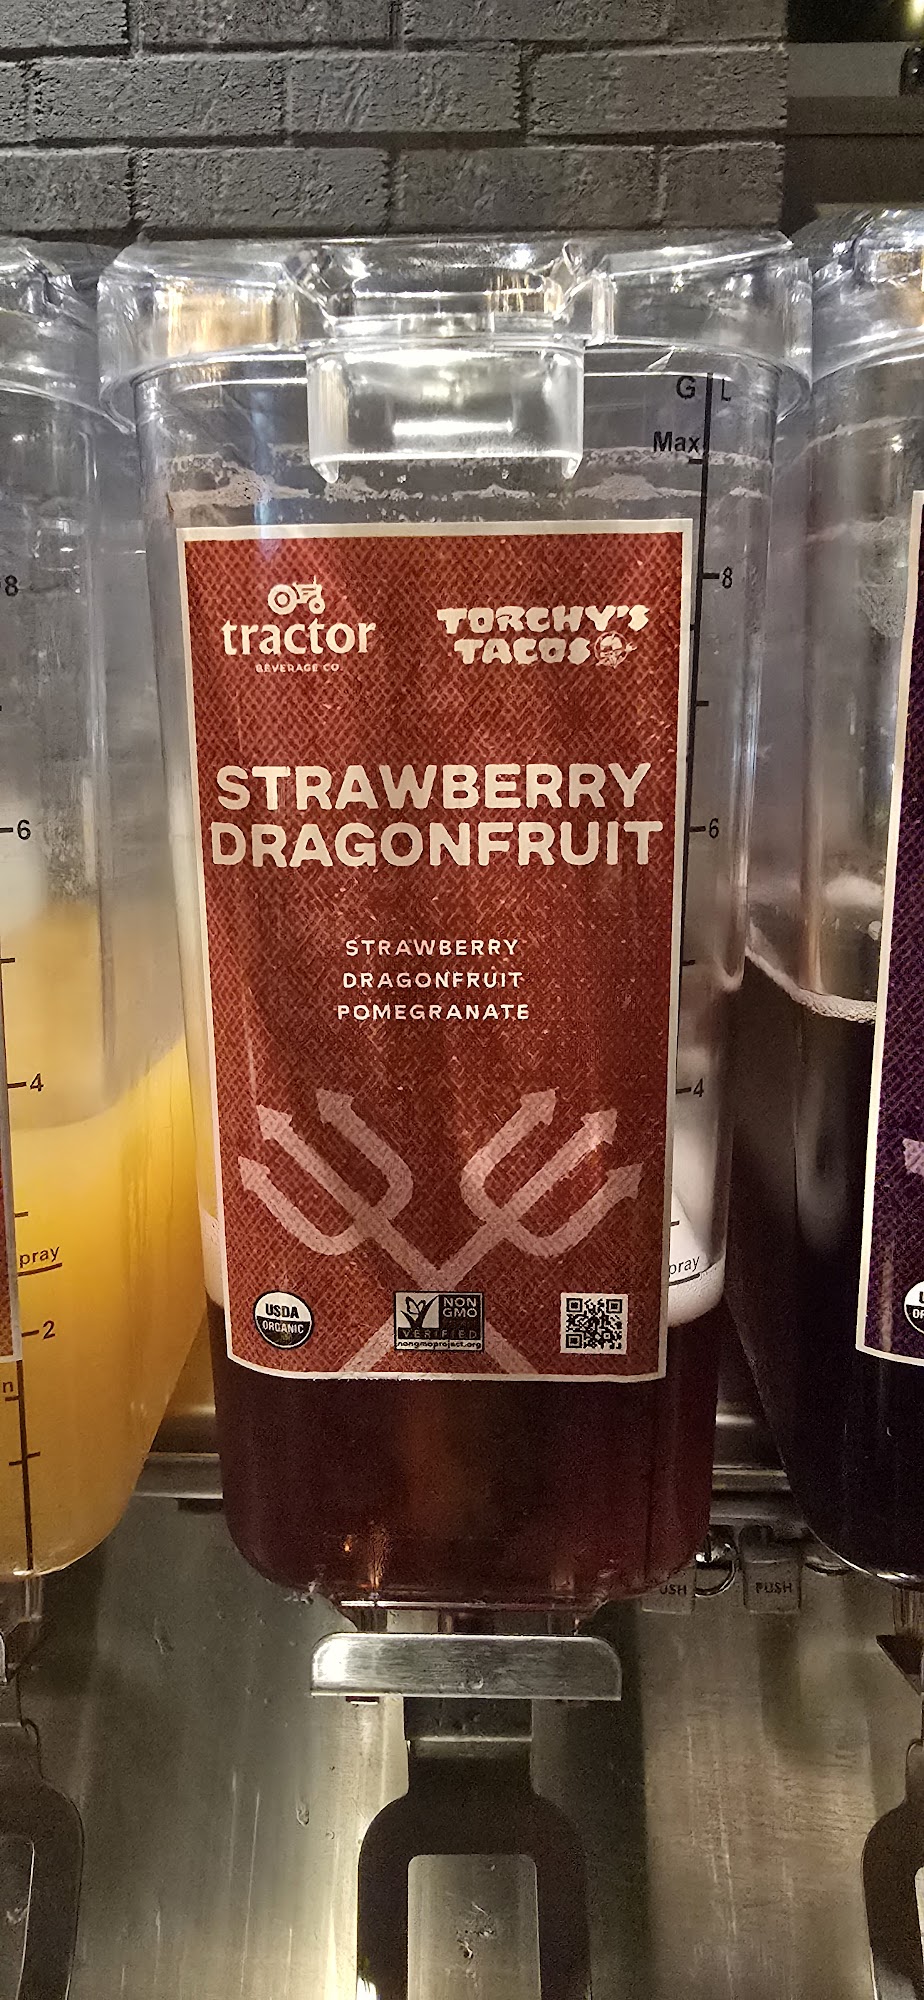 G L
Max
8
8
tractor
BEVERAGE CO.
TORCHY'S
TACOS
STRAWBERRY
DRAGONFRUIT
6
6
STRAWBERRY
DRAGONFRUIT
POMEGRANATE
4
4
pray
pray
USDA
ORGANIC
NON
GMO
VERIFIED
nongmoproject.org
2
n
USH
PUSH